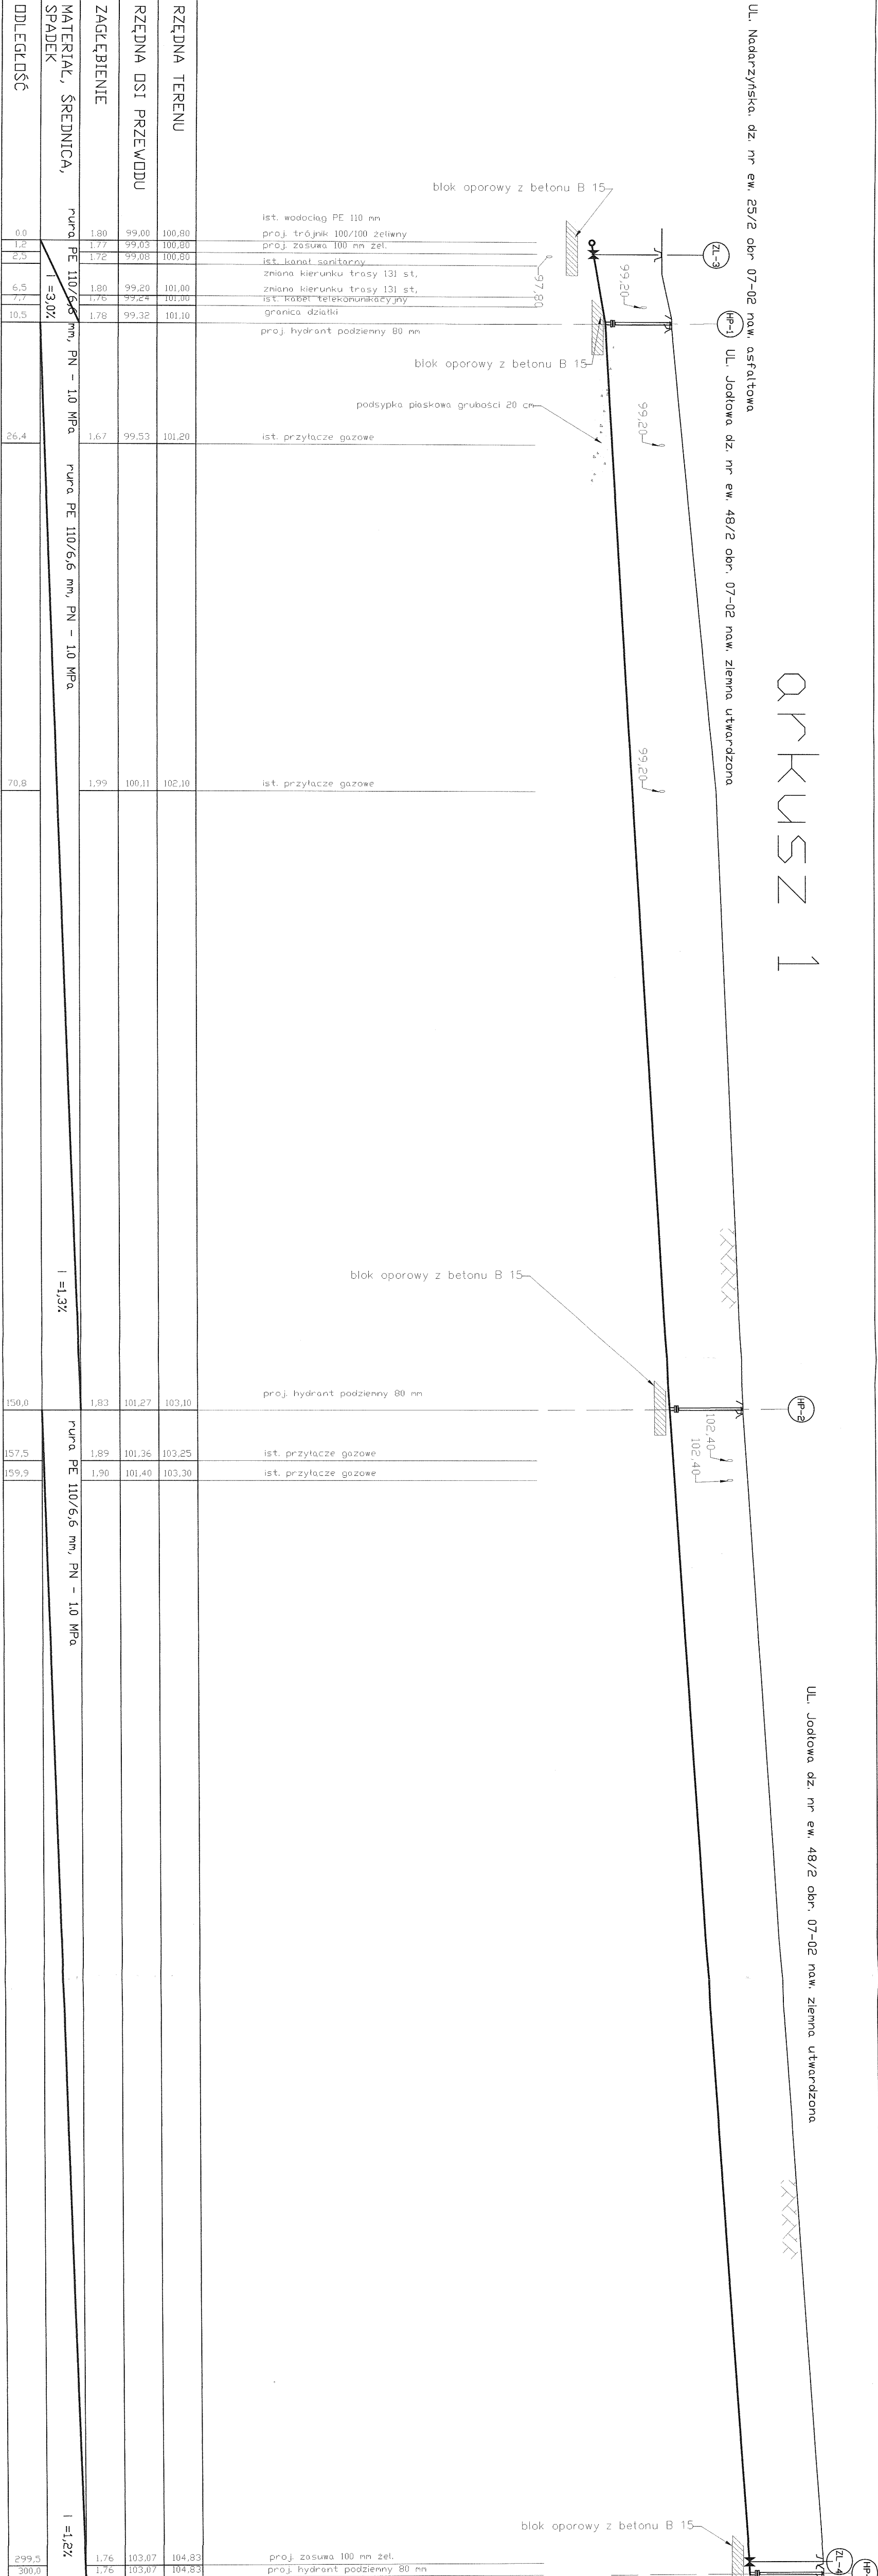 arkusz 1
UL. Nadarzyńska. dz. nr ew. 25/2 obr 07-02 naw. asfaltowa
UL. Jodłowa dz. nr ew. 48/2 obr. 07-02 naw. ziemna utwardzona
UL. Jodłowa dz. nr ew. 48/2 obr. 07-02 naw. ziemna utwardzona
ZL-3
HP-1
HP-2
ZL-4
HP-
blok oporowy z betonu B 15
97,80
99,20
blok oporowy z betonu B 15
podsypka piaskowa grubości 20 cm
99,20
99,20
blok oporowy z betonu B 15
102,40
102,40
blok oporowy z betonu B 15
ist. wodociąg PE 110 mm
proj. trójnik 100/100 żeliwny
proj. zasuwa 100 mm żel.
ist. kanał sanitarny
zmiana kierunku trasy 131 st,
zmiana kierunku trasy 131 st,
ist. kabel telekomunikacyjny
granica działki
proj. hydrant podziemny 80 mm
ist. przyłącze gazowe
ist. przyłącze gazowe
proj. hydrant podziemny 80 mm
ist. przyłącze gazowe
ist. przyłącze gazowe
proj. zasuwa 100 mm żel.
proj. hydrant podziemny 80 mm
RZĘDNA TERENU
100,80 100,80 100,80 101,00 101,00 101,10 101,20 102,10 103,10 103,25 103,30 104,83 104,83
RZĘDNA OSI PRZEWODU
99,00 99,03 99,08 99,20 99,24 99,32 99,53 100,11 101,27 101,36 101,40 103,07 103,07
ZAGŁĘBIENIE
1.80 1.77 1.72 1.80 1.76 1.78 1,67 1,99 1,83 1,89 1,90 1,76 1,76
MATERIAŁ, ŚREDNICA,
SPADEK
rura PE 110/6,6 mm, PN - 1.0 MPa
i =3,0%
rura PE 110/6,6 mm, PN - 1.0 MPa
i =1,3%
rura PE 110/6,6 mm, PN - 1.0 MPa
i =1,2%
ODLEGŁOŚĆ
0.0 1,2 2,5 6,5 7,7 10,5 26,4 70,8 150,0 157,5 159,9 299,5 300,0